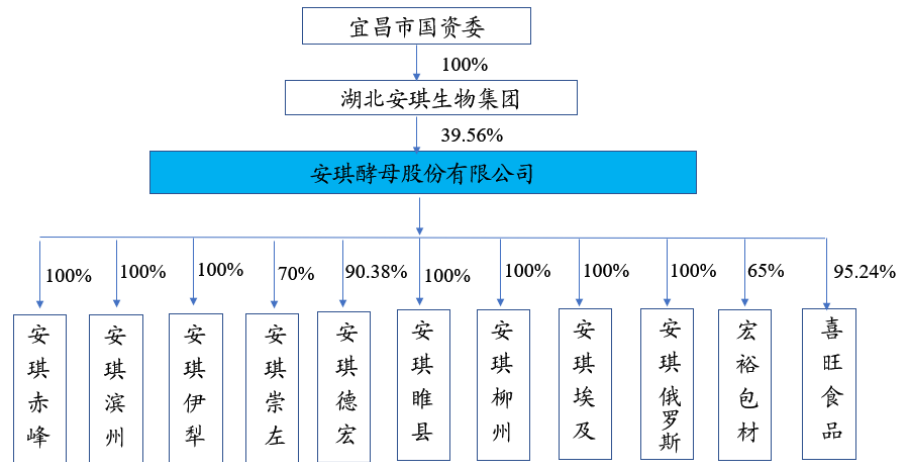 宜昌市国资委
100%
湖北安琪生物集团
39.56%
安琪酵母股份有限公司
100%
100%
100%
70%
90.38%
100%
100%
100%
100%
65%
95.24%
安琪赤峰
安琪滨州
安琪伊犁
安琪崇左
安琪德宏
安琪睢县
安琪柳州
安琪埃及
安琪俄罗斯
宏裕包材
喜旺食品